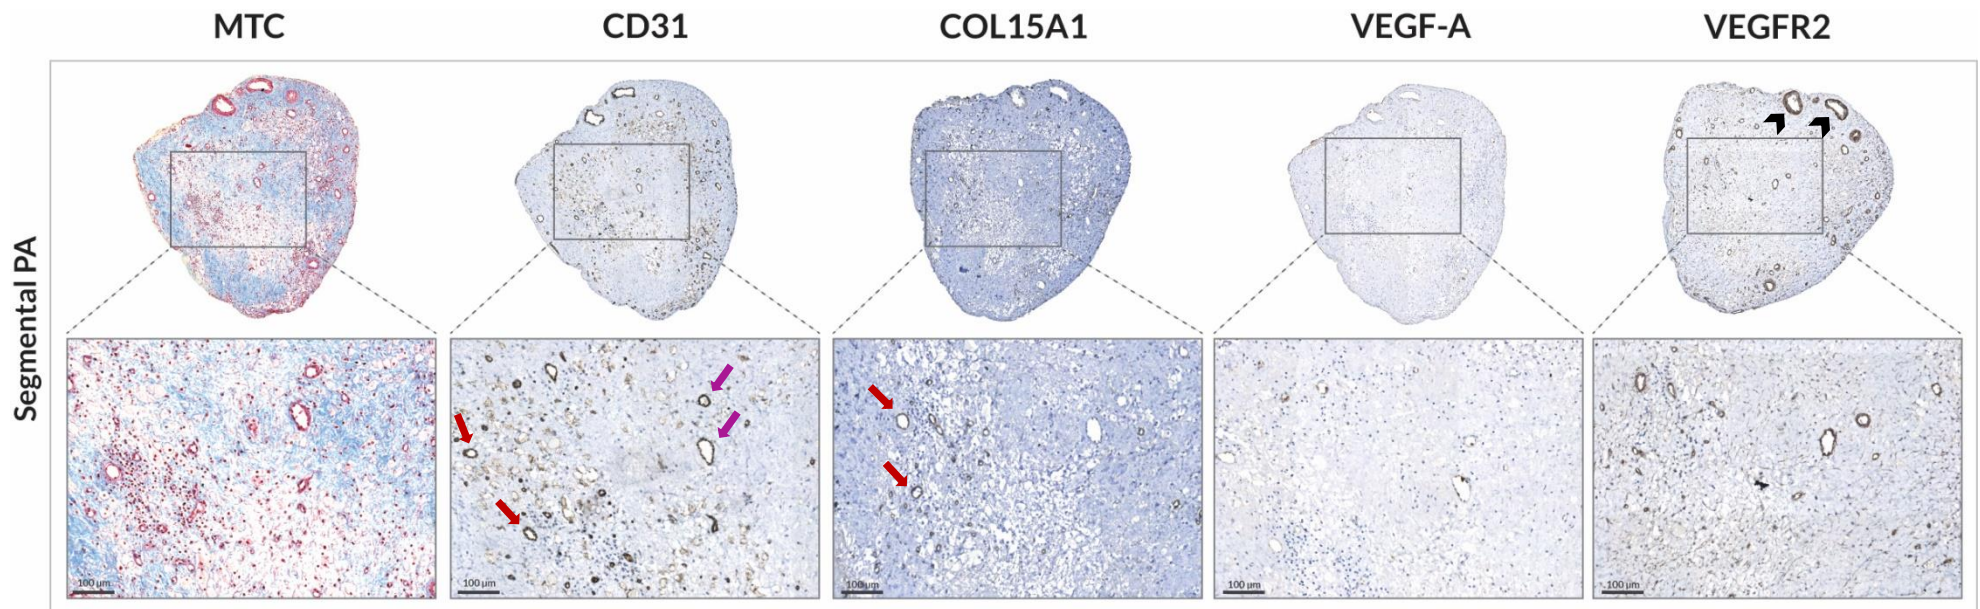 MTC CD31 COL15A1 VEGF-A VEGFR2
Segmental PA
100 µm 100 µm 100 µm 100 µm 100 µm